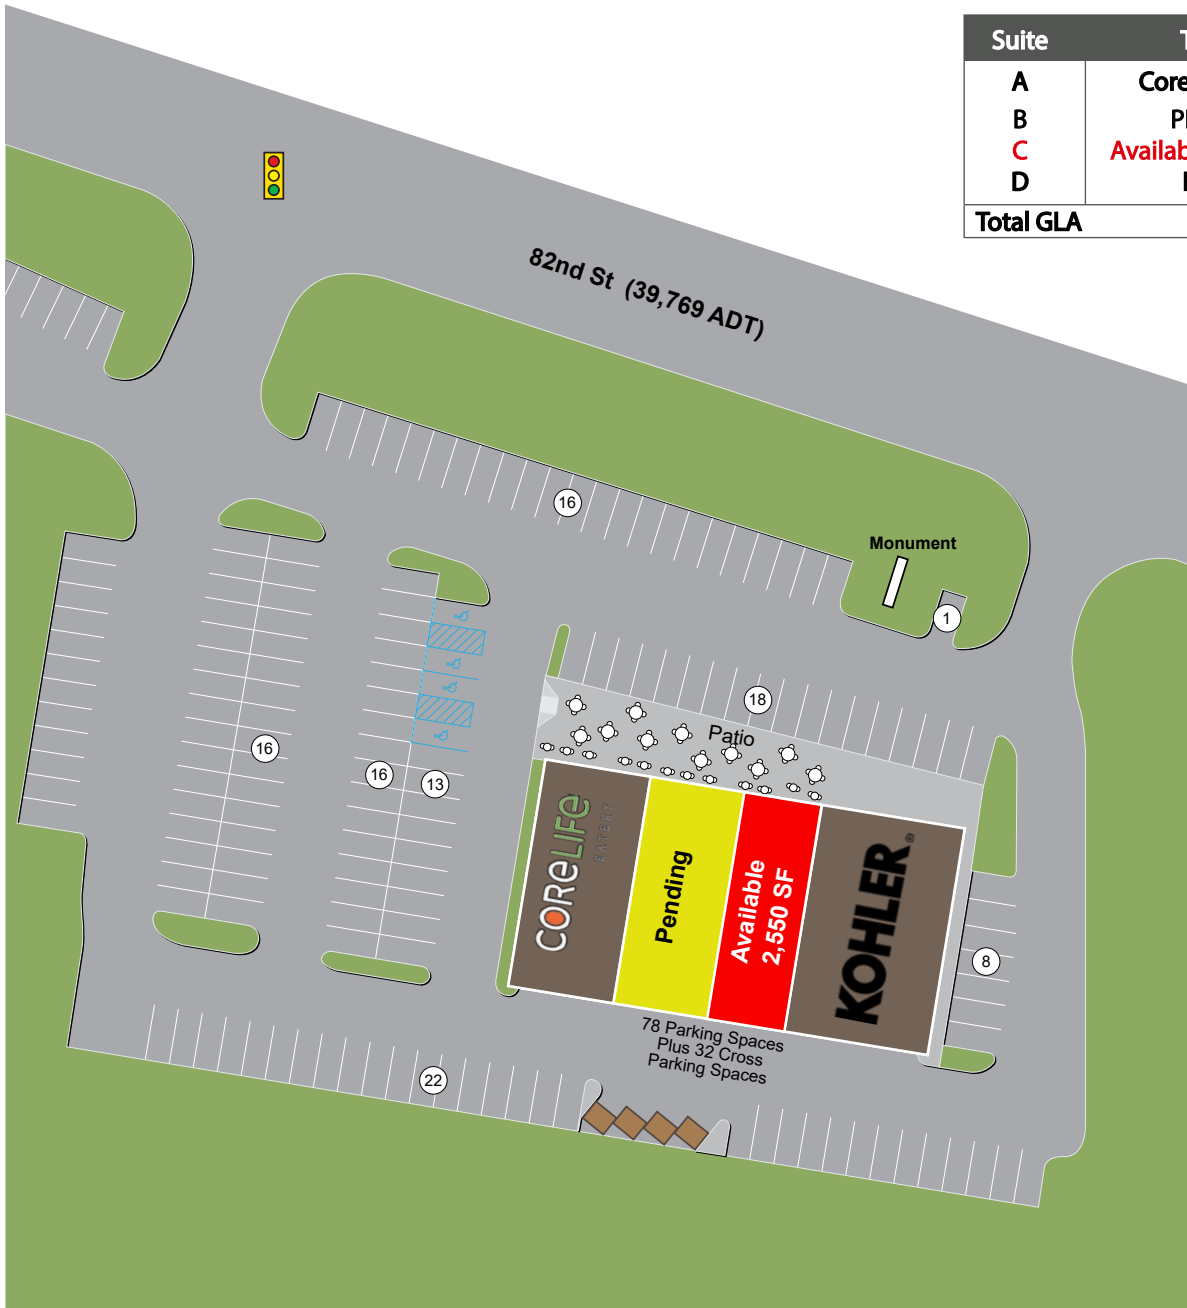 Suite
A Core
B
C Availab
D
Total GLA
82nd St (39,769 ADT)
16
Monument
1
18
Patio
16
16
13
CORELIFE
EATERY
Pending
Available
2,550 SF
KOHLER®
8
78 Parking Spaces
Plus 32 Cross
Parking Spaces
22